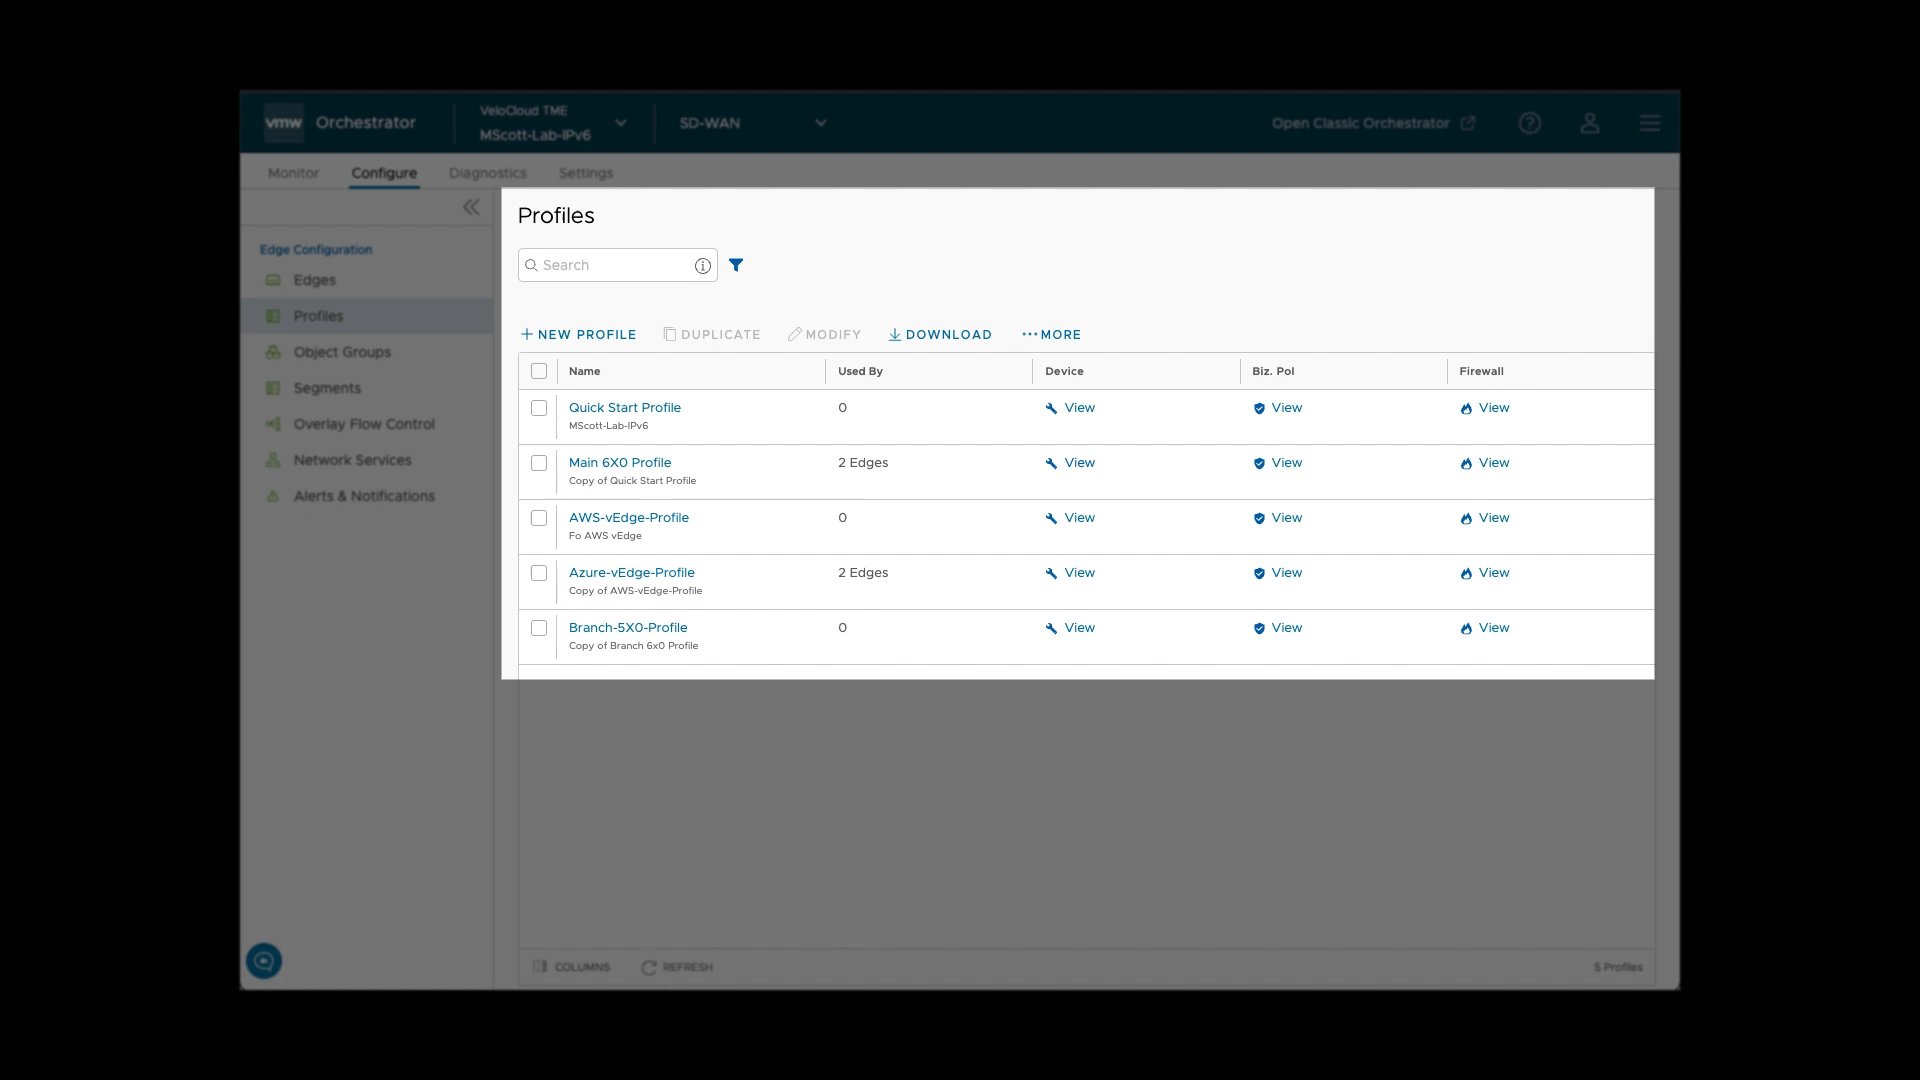 vmw Orchestrator
VeloCloud TME
MScott-Lab-IPv6
SD-WAN
Open Classic Orchestrator
Monitor Configure Diagnostics Settings
Edge Configuration
Edges
Profiles
Object Groups
Segments
Overlay Flow Control
Network Services
Alerts & Notifications
Profiles
Search
NEW PROFILE DUPLICATE MODIFY DOWNLOAD ··· MORE
Name Used By Device Biz. Pol Firewall
Quick Start Profile 0 View View View
MScott-Lab-IPv6
Main 6X0 Profile 2 Edges View View View
Copy of Quick Start Profile
AWS-vEdge-Profile 0 View View View
Fo AWS vEdge
Azure-vEdge-Profile 2 Edges View View View
Copy of AWS-vEdge-Profile
Branch-5X0-Profile 0 View View View
Copy of Branch 6x0 Profile
COLUMNS REFRESH 5 Profiles